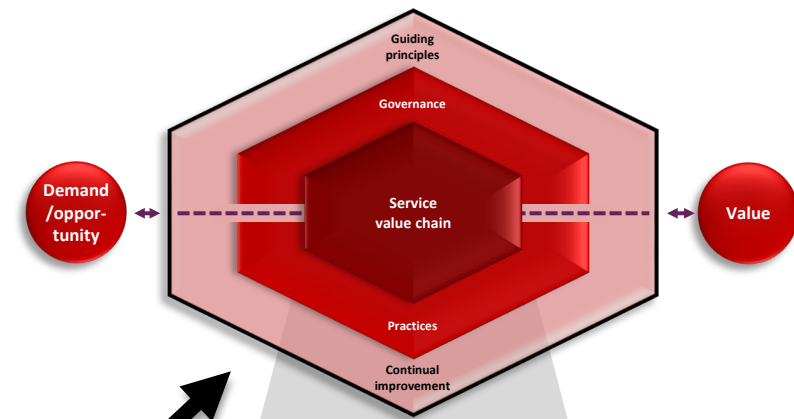 Guiding
principles
Governance
Demand
/oppor-
tunity
Service
value chain
Value
Practices
Continual
improvement